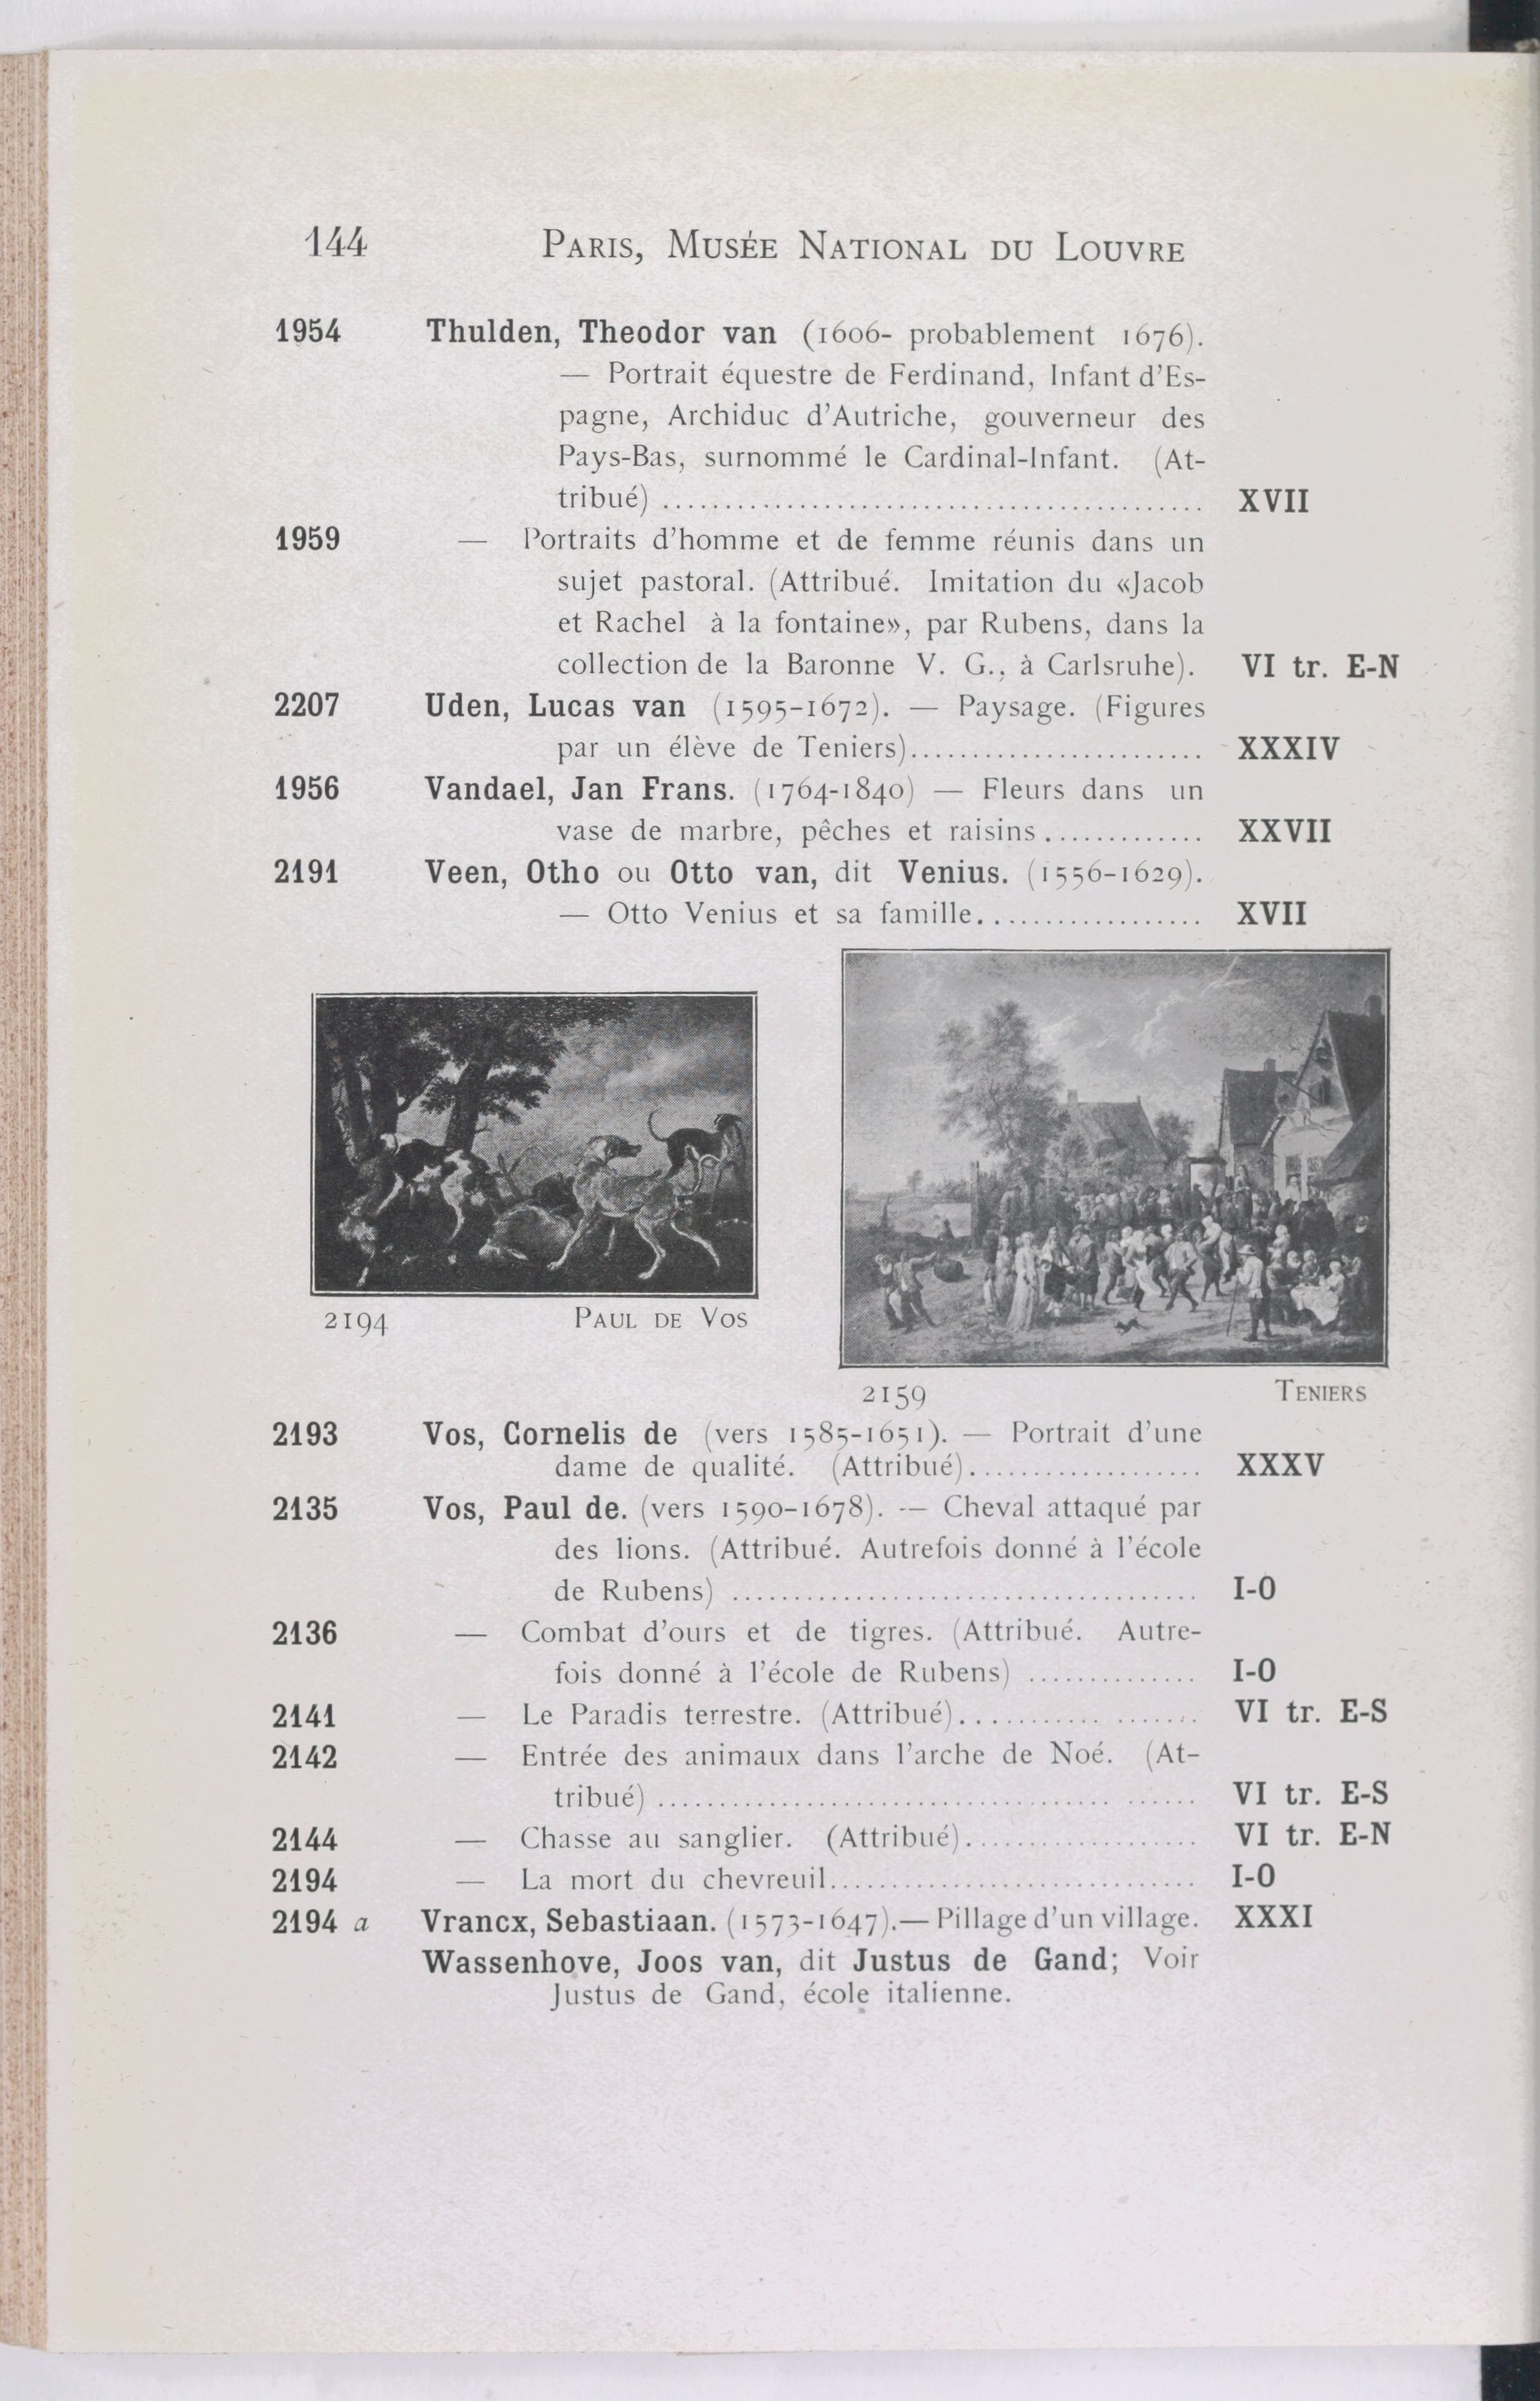 144 PARIS, MUSÉE NATIONAL DU LOUVRE
1954 Thulden, Theodor van (1606- probablement 1676).
— Portrait équestre de Ferdinand, Infant d'Es-
pagne, Archiduc d'Autriche, gouverneur des
Pays-Bas, surnommé le Cardinal-Infant. (At-
tribué) ............................................ XVII
1959 — Portraits d'homme et de femme réunis dans un
sujet pastoral. (Attribué. Imitation du «Jacob
et Rachel à la fontaine», par Rubens, dans la
collection de la Baronne V. G., à Carlsruhe). VI tr. E-N
2207 Uden, Lucas van (1595-1672). — Paysage. (Figures
par un élève de Teniers)........................ XXXIV
1956 Vandael, Jan Frans. (1764-1840) — Fleurs dans un
vase de marbre, pêches et raisins............. XXVII
2191 Veen, Otho ou Otto van, dit Venius. (1556-1629).
— Otto Venius et sa famille.................. XVII
2194 PAUL DE VOS
2159 TENIERS
2193 Vos, Cornelis de (vers 1585-1651). — Portrait d'une
dame de qualité. (Attribué)................... XXXV
2135 Vos, Paul de. (vers 1590-1678). — Cheval attaqué par
des lions. (Attribué. Autrefois donné à l'école
de Rubens) ...................................... I-O
2136 — Combat d'ours et de tigres. (Attribué. Autre-
fois donné à l'école de Rubens) .............. I-O
2141 — Le Paradis terrestre. (Attribué)................... VI tr. E-S
2142 — Entrée des animaux dans l'arche de Noé. (At-
tribué) ........................................... VI tr. E-S
2144 — Chasse au sanglier. (Attribué)................... VI tr. E-N
2194 — La mort du chevreuil.............................. I-O
2194 a Vrancx, Sebastiaan. (1573-1647).— Pillage d'un village. XXXI
Wassenhove, Joos van, dit Justus de Gand; Voir
Justus de Gand, école italienne.